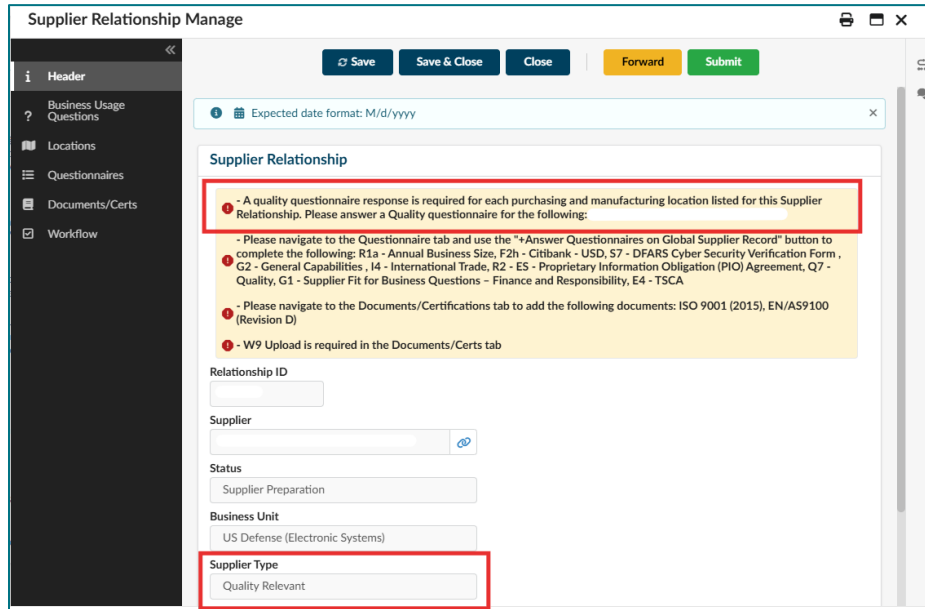 Supplier Relationship Manage
Save
Save & Close
Close
Forward
Submit
Header
Business Usage
Questions
Locations
Questionnaires
Documents/Certs
Workflow
Expected date format: M/d/yyyy
Supplier Relationship
- A quality questionnaire response is required for each purchasing and manufacturing location listed for this Supplier
Relationship. Please answer a Quality questionnaire for the following:
- Please navigate to the Questionnaire tab and use the "+Answer Questionnaires on Global Supplier Record" button to
complete the following: R1a - Annual Business Size, F2h - Citibank - USD, S7 - DFARS Cyber Security Verification Form ,
G2 - General Capabilities , I4 - International Trade, R2 - ES - Proprietary Information Obligation (PIO) Agreement, Q7 -
Quality, G1 - Supplier Fit for Business Questions – Finance and Responsibility, E4 - TSCA
- Please navigate to the Documents/Certifications tab to add the following documents: ISO 9001 (2015), EN/AS9100
(Revision D)
- W9 Upload is required in the Documents/Certs tab
Relationship ID
Supplier
Status
Supplier Preparation
Business Unit
US Defense (Electronic Systems)
Supplier Type
Quality Relevant